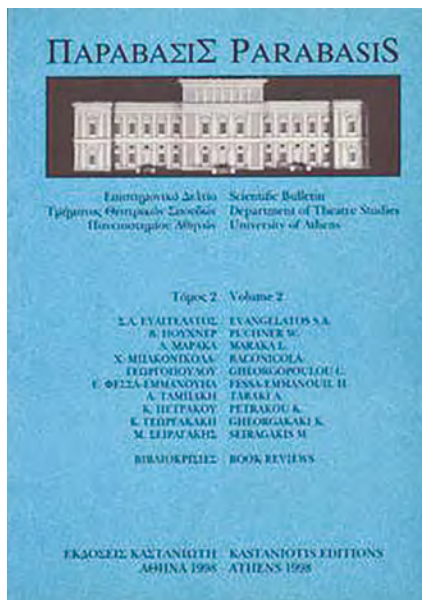 ΠΑΡΑΒΑΣΙΣ PARABASIS
Επιστημονικό Δελτίο Scientific Bulletin
Τμήματος Θεατρικών Σπουδών Department of Theatre Studies
Πανεπιστημίου Αθηνών University of Athens
Τόμος 2 Volume 2
Σ.Α. ΕΥΑΓΓΕΛΑΤΟΣ EVANGELATOS S.A.
Β. ΠΟΥΧΝΕΡ PUCHNER W.
Λ. ΜΑΡΑΚΑ MARAKA L.
Χ. ΜΠΑΚΟΝΙΚΟΛΑ- BACONICOLA-
ΓΕΩΡΓΟΠΟΥΛΟΥ GHEORGOPOULOU C.
Ε. ΦΕΣΣΑ-ΕΜΜΑΝΟΥΗΛ FESSA-EMMANOUIL H.
Α. ΤΑΜΠΑΚΗ TABAKI A.
Κ. ΠΕΤΡΑΚΟΥ PETRAKOU K.
Κ. ΓΕΩΡΓΑΚΑΚΗ GHEORGAKAKI K.
Μ. ΣΕΙΡΑΓΑΚΗΣ SEIRAGAKIS M.
ΒΙΒΛΙΟΚΡΙΣΙΕΣ BOOK REVIEWS
ΕΚΔΟΣΕΙΣ ΚΑΣΤΑΝΙΩΤΗ KASTANIOTIS EDITIONS
ΑΘΗΝΑ 1998 ATHENS 1998